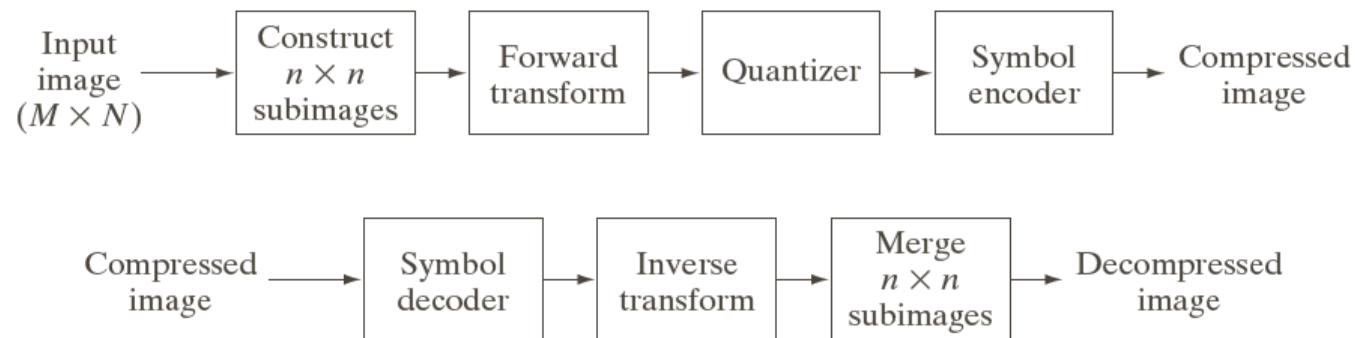 Input
image
(M × N)
Construct
n × n
subimages
Forward
transform
Quantizer
Symbol
encoder
Compressed
image
Compressed
image
Symbol
decoder
Inverse
transform
Merge
n × n
subimages
Decompressed
image